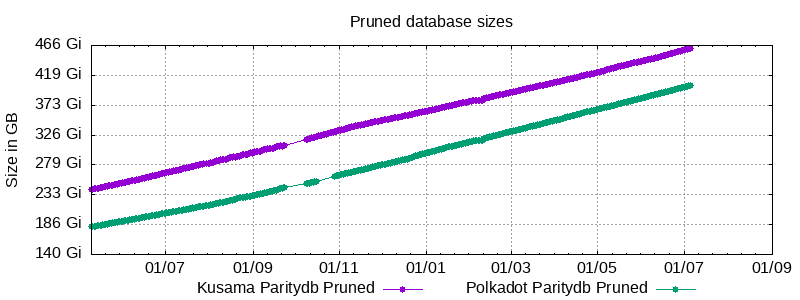 Pruned database sizes
Size in GB
466 Gi
419 Gi
373 Gi
326 Gi
279 Gi
233 Gi
186 Gi
140 Gi
01/07 01/09 01/11 01/01 01/03 01/05 01/07 01/09
Kusama Paritydb Pruned Polkadot Paritydb Pruned